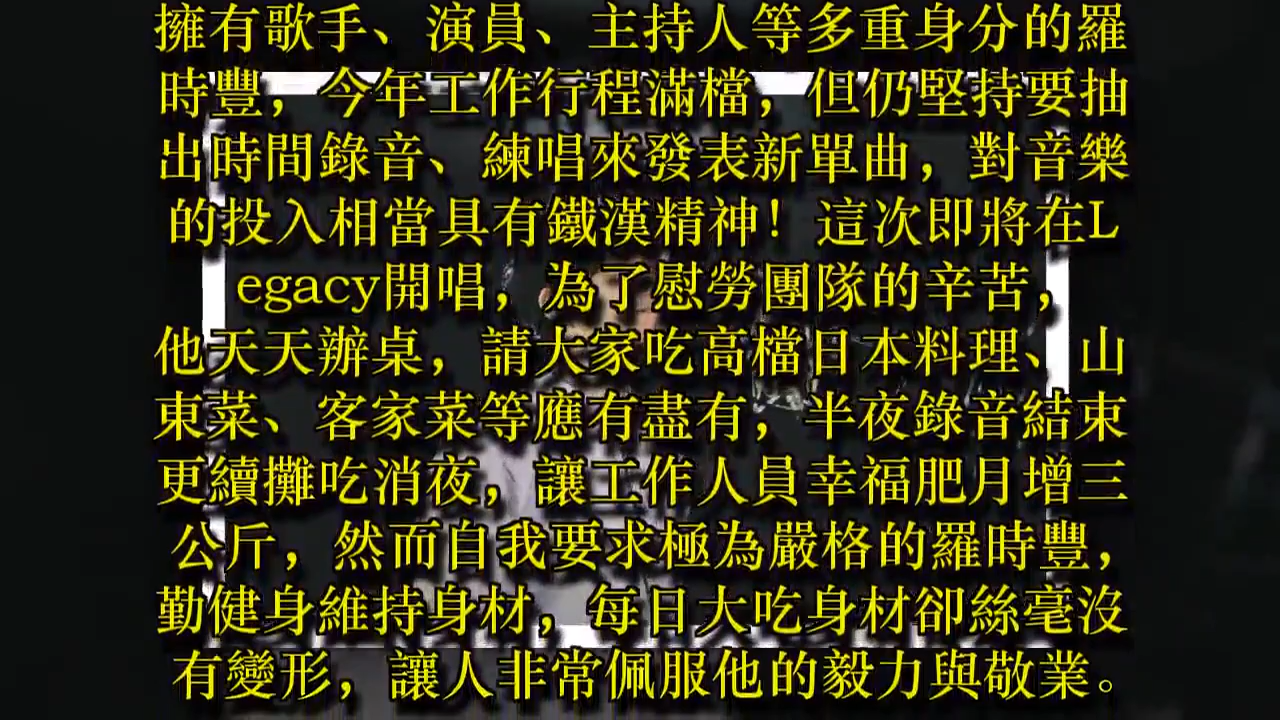 擁有歌手、演員、主持人等多重身分的羅
時豐，今年工作行程滿檔，但仍堅持要抽
出時間錄音、練唱來發表新單曲，對音樂
的投入相當具有鐵漢精神！這次即將在L
egacy開唱，為了慰勞團隊的辛苦，
他天天辦桌，請大家吃高檔日本料理、山
東菜、客家菜等應有盡有，半夜錄音結束
更續攤吃消夜，讓工作人員幸福肥月增三
公斤，然而自我要求極為嚴格的羅時豐，
勤健身維持身材，每日大吃身材卻絲毫沒
有變形，讓人非常佩服他的毅力與敬業。